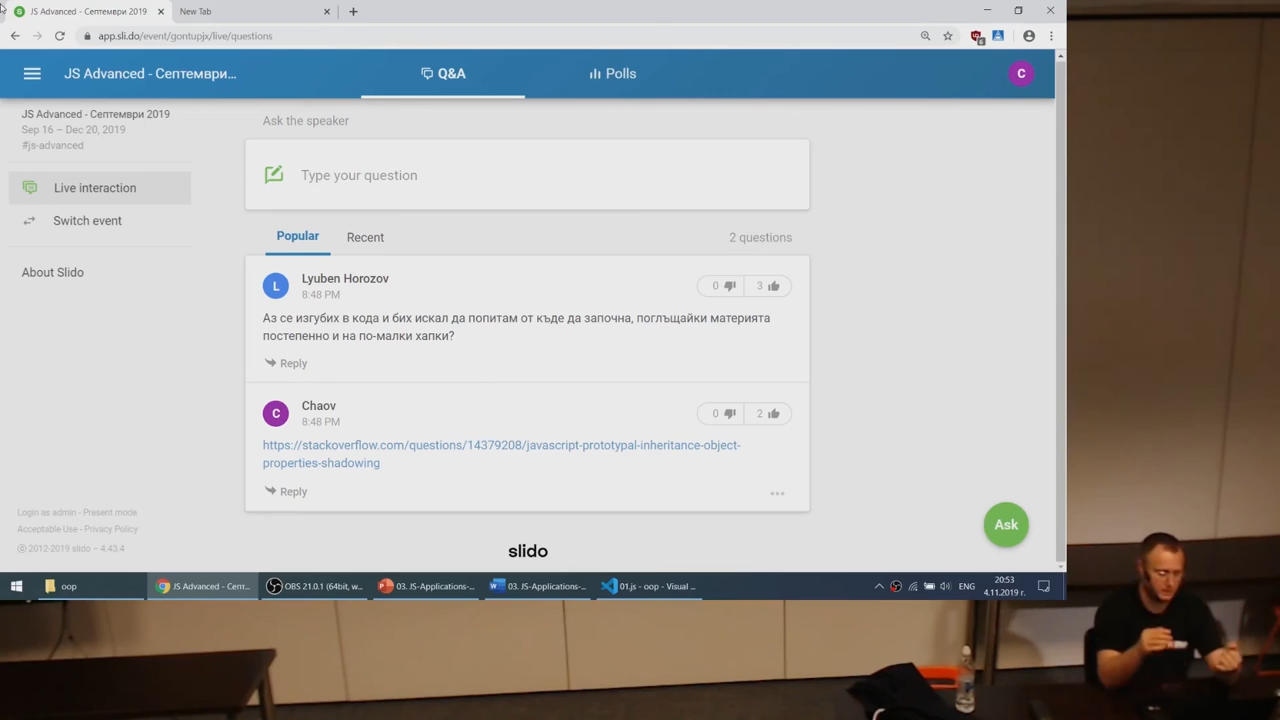 JS Advanced - Септември 2019
New Tab
app.sli.do/event/gontupjx/live/questions
6
JS Advanced - Септември...
Q&A
Polls
C
JS Advanced - Септември 2019
Sep 16 – Dec 20, 2019
#js-advanced
Live interaction
Switch event
About Slido
Ask the speaker
Type your question
Popular
Recent
2 questions
L
Lyuben Horozov
8:48 PM
0
3
Аз се изгубих в кода и бих искал да попитам от къде да започна, поглъщайки материята
постепенно и на по-малки хапки?
Reply
C
Chaov
8:48 PM
0
2
https://stackoverflow.com/questions/14379208/javascript-prototypal-inheritance-object-
properties-shadowing
Reply
Login as admin - Present mode
Acceptable Use - Privacy Policy
© 2012-2019 slido – 4.43.4
Ask
slido
oop
JS Advanced - Септ...
OBS 21.0.1 (64bit, w...
03. JS-Applications-...
03. JS-Applications-...
01.js - oop - Visual ...
ENG
20:53
4.11.2019 г.